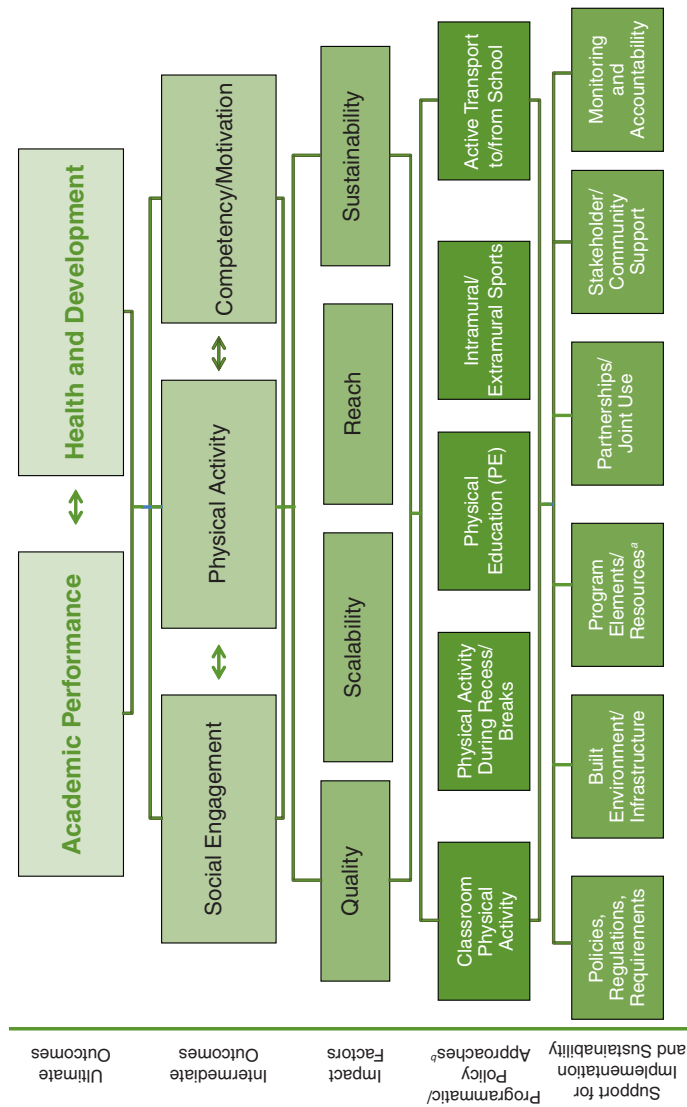 Ultimate
Outcomes
Academic Performance
Health and Development
Intermediate
Outcomes
Social Engagement
Physical Activity
Competency/Motivation
Impact
Factors
Quality
Scalability
Reach
Sustainability
Programmatic/
Policy
Approachesᵇ
Classroom
Physical
Activity
Physical Activity
During Recess/
Breaks
Physical
Education (PE)
Intramural/
Extramural Sports
Active Transport
to/from School
Support for
Implementation
and Sustainability
Policies,
Regulations,
Requirements
Built
Environment/
Infrastructure
Program
Elements/
Resourcesᵃ
Partnerships/
Joint Use
Stakeholder/
Community
Support
Monitoring
and
Accountability